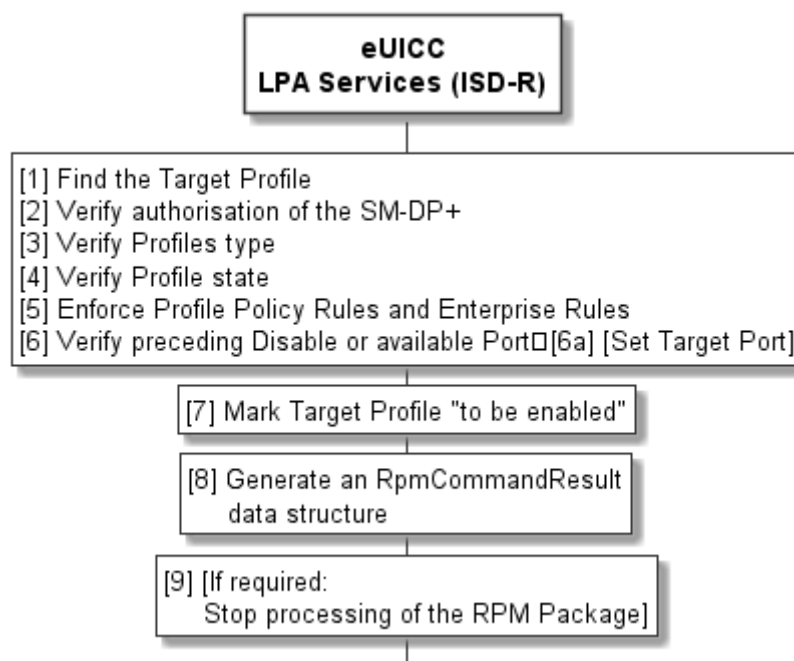 eUICC
LPA Services (ISD-R)
[1] Find the Target Profile
[2] Verify authorisation of the SM-DP+
[3] Verify Profiles type
[4] Verify Profile state
[5] Enforce Profile Policy Rules and Enterprise Rules
[6] Verify preceding Disable or available Port□[6a] [Set Target Port]
[7] Mark Target Profile "to be enabled"
[8] Generate an RpmCommandResult
data structure
[9] [If required:
Stop processing of the RPM Package]